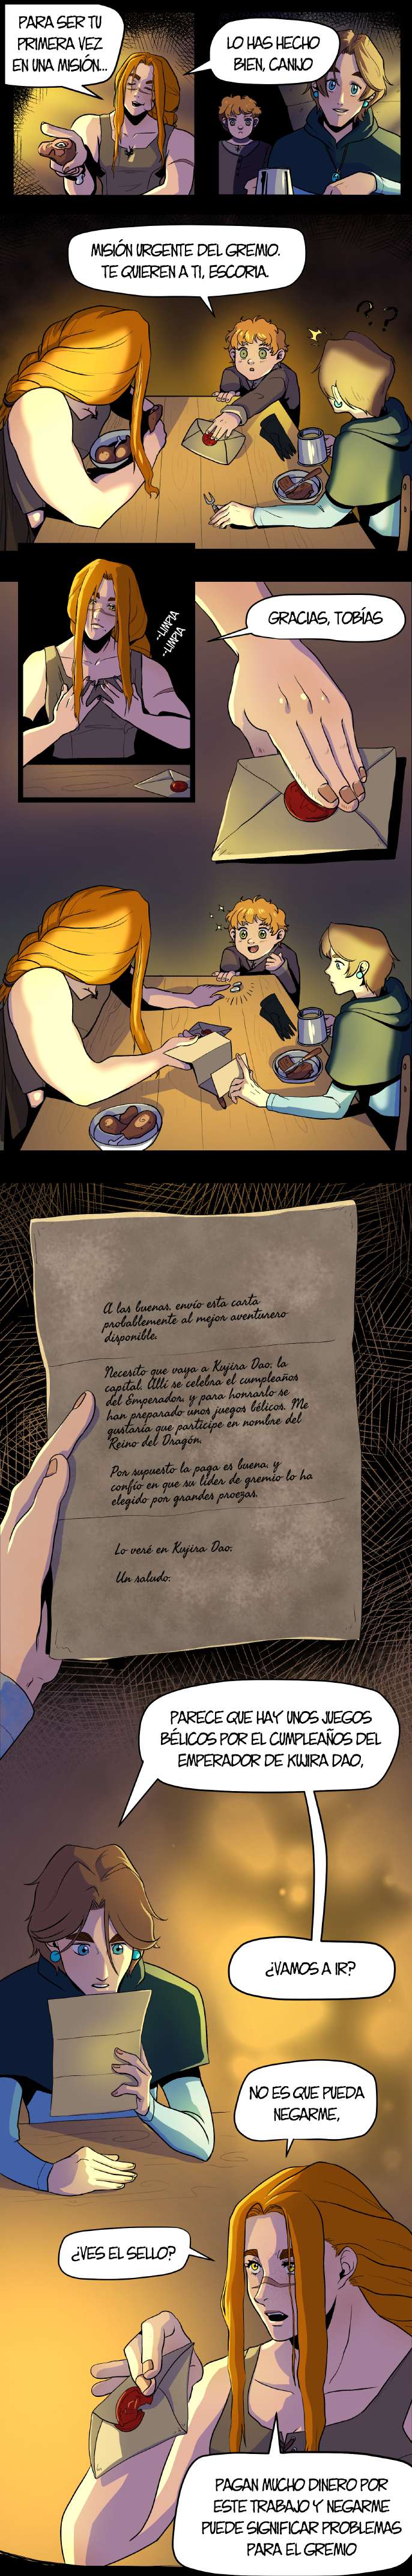 PARA SER TU
PRIMERA VEZ
EN UNA MISIÓN...
LO HAS HECHO
BIEN, CANIJO
MISIÓN URGENTE DEL GREMIO.
TE QUIEREN A TI, ESCORIA.
? ? ?
-LIMPIA
-LIMPIA
GRACIAS, TOBÍAS
A las buenas, envío esta carta
probablemente al mejor aventurero
disponible.
Necesito que vaya a Kujira Dao, la
capital. Allí se celebra el cumpleaños
del Emperador, y para honrarlo se
han preparado unos juegos bélicos. Me
gustaría que participe en nombre del
Reino del Dragón.
Por supuesto la paga es buena, y
confío en que su líder de gremio lo ha
elegido por grandes proezas.
Lo veré en Kujira Dao.
Un saludo.
PARECE QUE HAY UNOS JUEGOS
BÉLICOS POR EL CUMPLEAÑOS DEL
EMPERADOR DE KUJIRA DAO,
¿VAMOS A IR?
NO ES QUE PUEDA
NEGARME,
¿VES EL SELLO?
PAGAN MUCHO DINERO POR
ESTE TRABAJO Y NEGARME
PUEDE SIGNIFICAR PROBLEMAS
PARA EL GREMIO